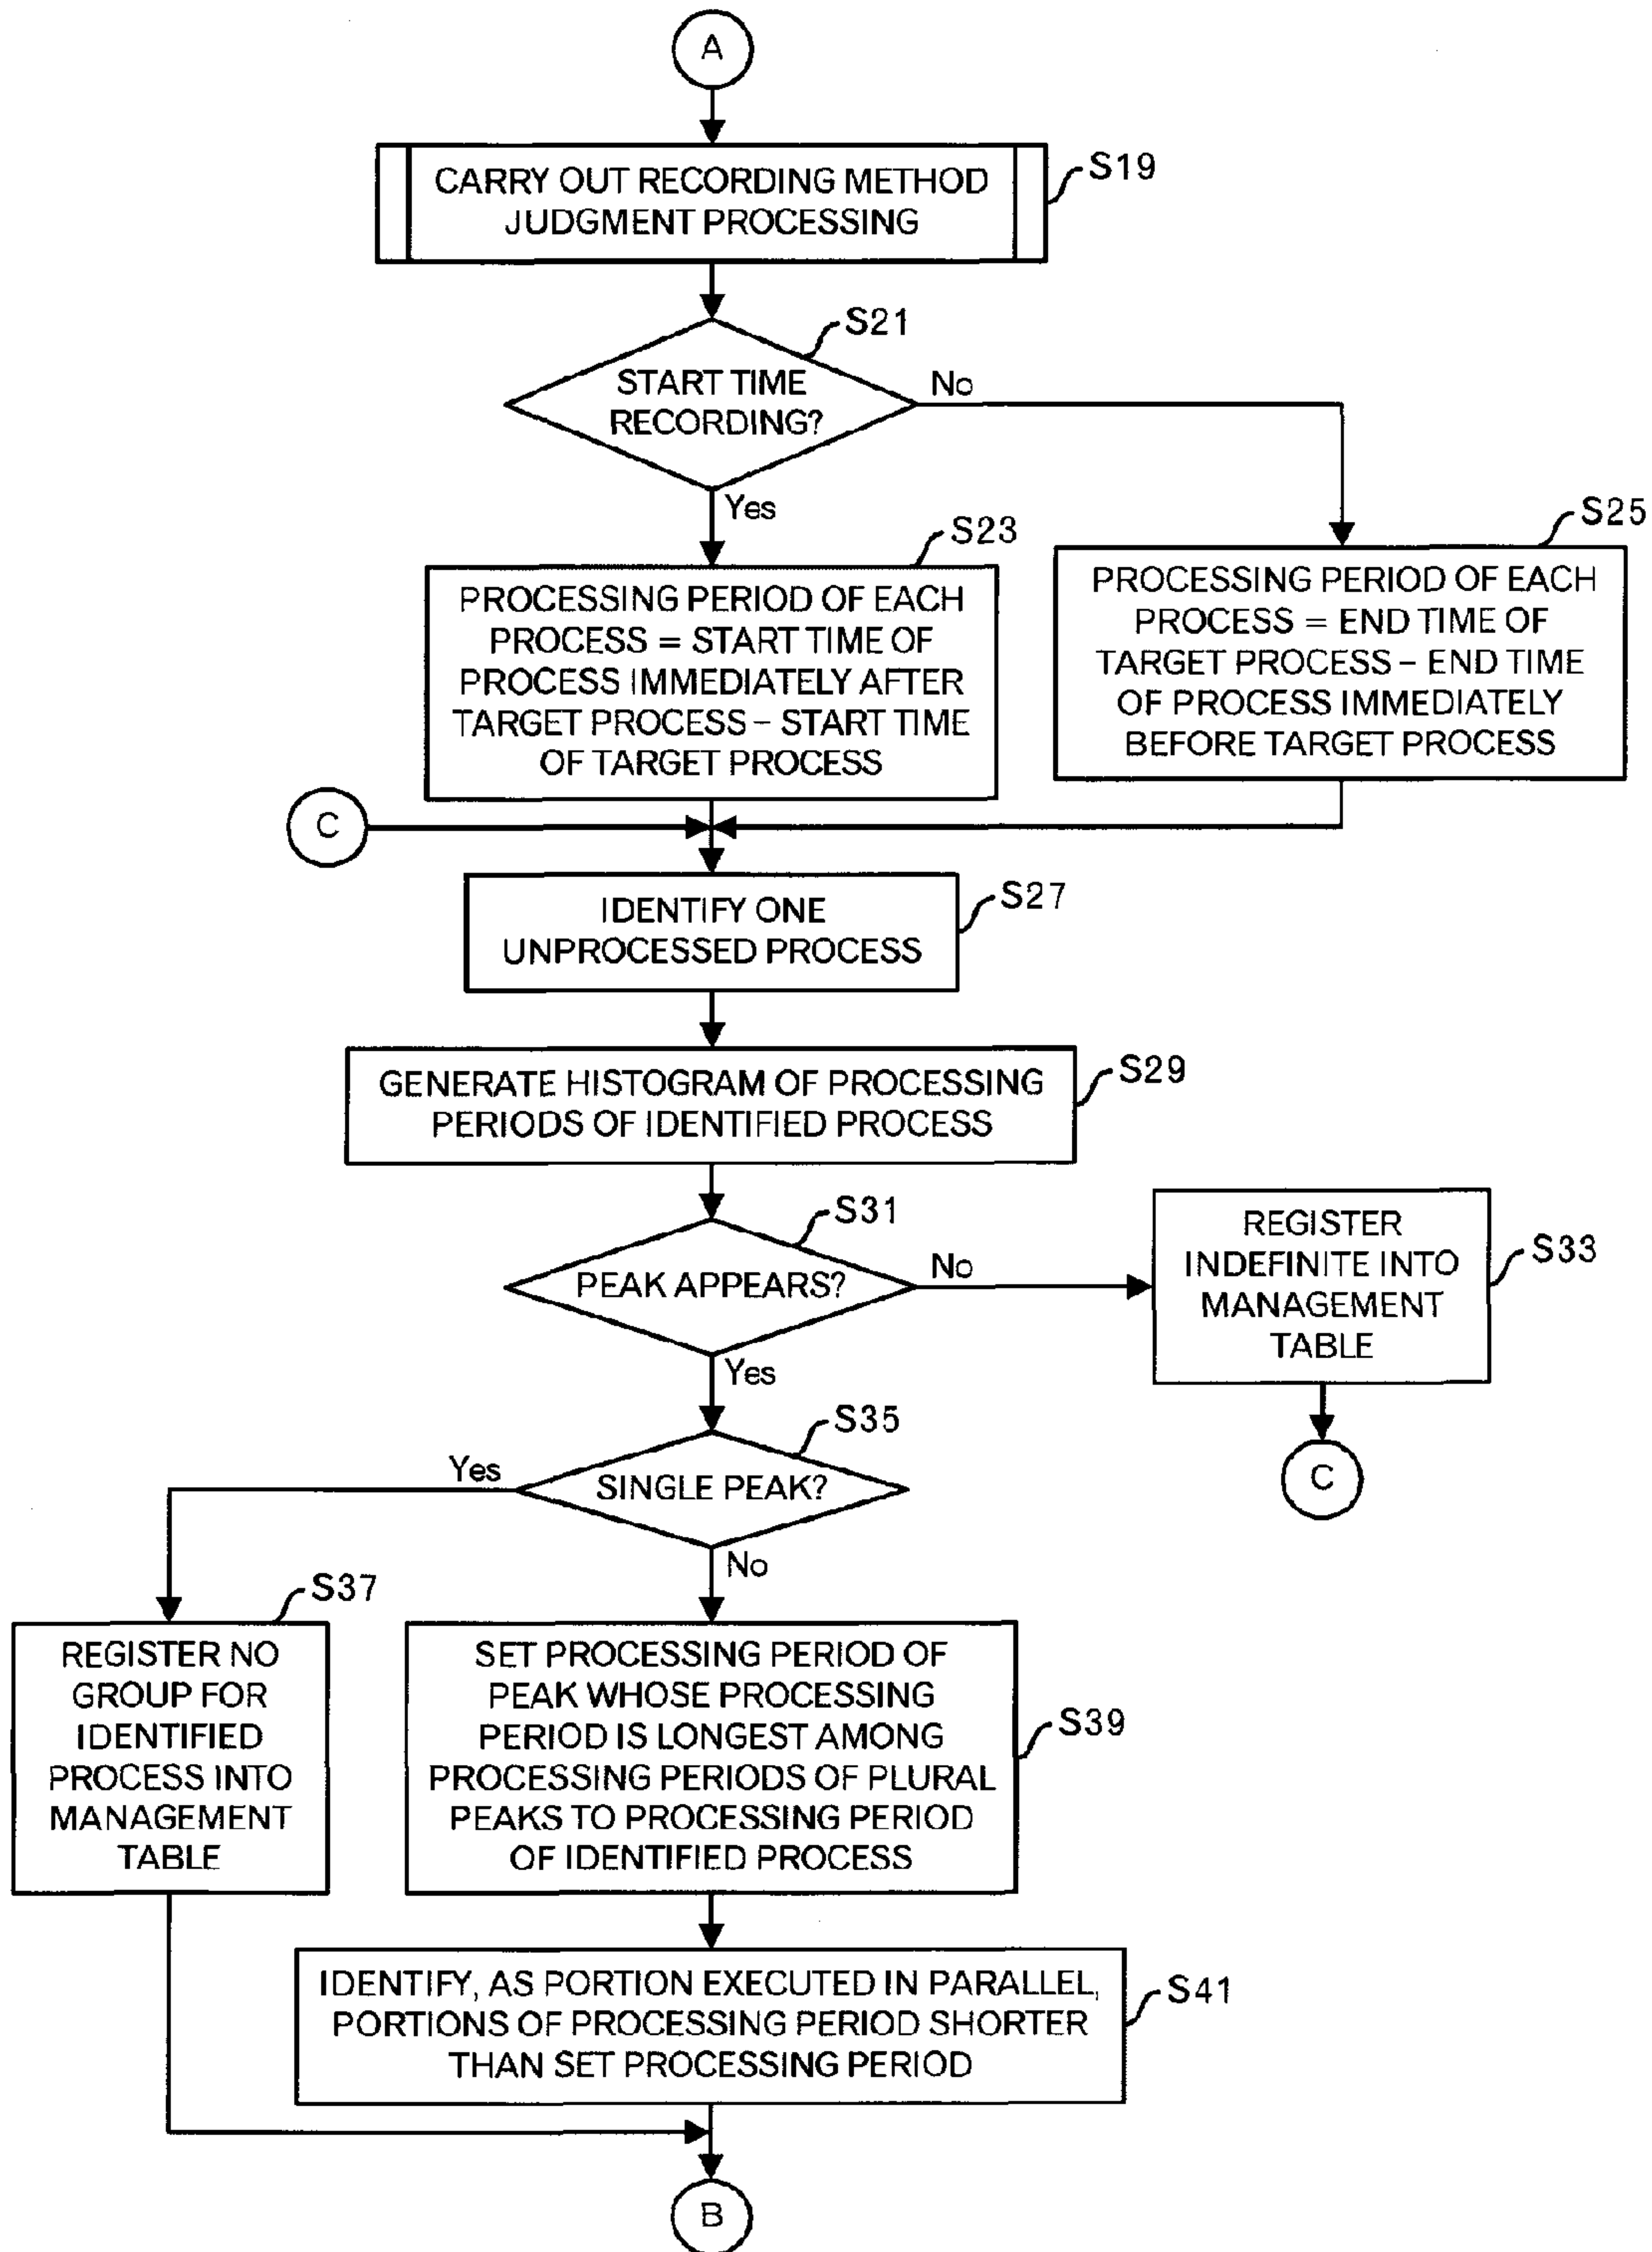 A
CARRY OUT RECORDING METHOD
JUDGMENT PROCESSING
S19
S21
START TIME
RECORDING?
No
Yes
S23
PROCESSING PERIOD OF EACH
PROCESS = START TIME OF
PROCESS IMMEDIATELY AFTER
TARGET PROCESS – START TIME
OF TARGET PROCESS
S25
PROCESSING PERIOD OF EACH
PROCESS = END TIME OF
TARGET PROCESS – END TIME
OF PROCESS IMMEDIATELY
BEFORE TARGET PROCESS
C
S27
IDENTIFY ONE
UNPROCESSED PROCESS
S29
GENERATE HISTOGRAM OF PROCESSING
PERIODS OF IDENTIFIED PROCESS
S31
PEAK APPEARS?
No
Yes
S33
REGISTER
INDEFINITE INTO
MANAGEMENT
TABLE
C
S35
SINGLE PEAK?
Yes
No
S37
REGISTER NO
GROUP FOR
IDENTIFIED
PROCESS INTO
MANAGEMENT
TABLE
SET PROCESSING PERIOD OF
PEAK WHOSE PROCESSING
PERIOD IS LONGEST AMONG
PROCESSING PERIODS OF PLURAL
PEAKS TO PROCESSING PERIOD
OF IDENTIFIED PROCESS
S39
IDENTIFY, AS PORTION EXECUTED IN PARALLEL,
PORTIONS OF PROCESSING PERIOD SHORTER
THAN SET PROCESSING PERIOD
S41
B